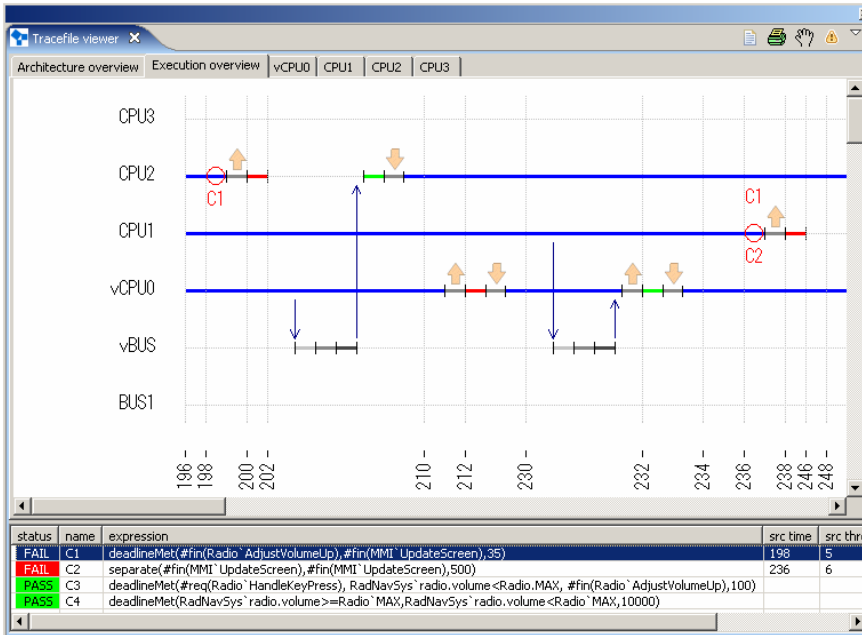 Tracefile viewer
Architecture overview Execution overview vCPU0 CPU1 CPU2 CPU3
CPU3
CPU2
C1
C1
CPU1
C2
vCPU0
vBUS
BUS1
196 198 200 202 210 212 230 232 234 236 238 246 248
status name expression src time src thre
FAIL C1 deadlineMet(#fin(Radio`AdjustVolumeUp),#fin(MMI`UpdateScreen),35) 198 5
FAIL C2 separate(#fin(MMI`UpdateScreen),#fin(MMI`UpdateScreen),500) 236 6
PASS C3 deadlineMet(#req(Radio`HandleKeyPress), RadNavSys`radio.volume<Radio.MAX, #fin(Radio`AdjustVolumeUp),100)
PASS C4 deadlineMet(RadNavSys`radio.volume>=Radio`MAX,RadNavSys`radio.volume<Radio`MAX,10000)